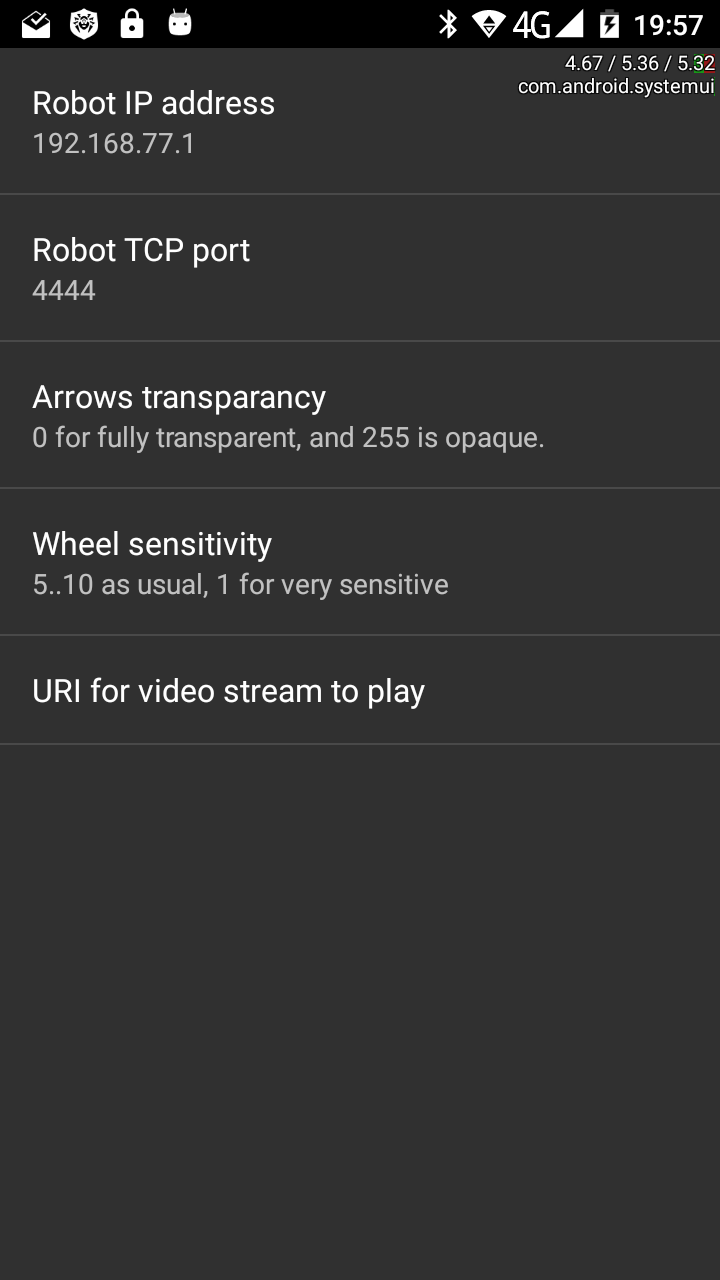 4G 19:57
4.67 / 5.36 / 5.32
com.android.systemui
Robot IP address
192.168.77.1
Robot TCP port
4444
Arrows transparancy
0 for fully transparent, and 255 is opaque.
Wheel sensitivity
5..10 as usual, 1 for very sensitive
URI for video stream to play